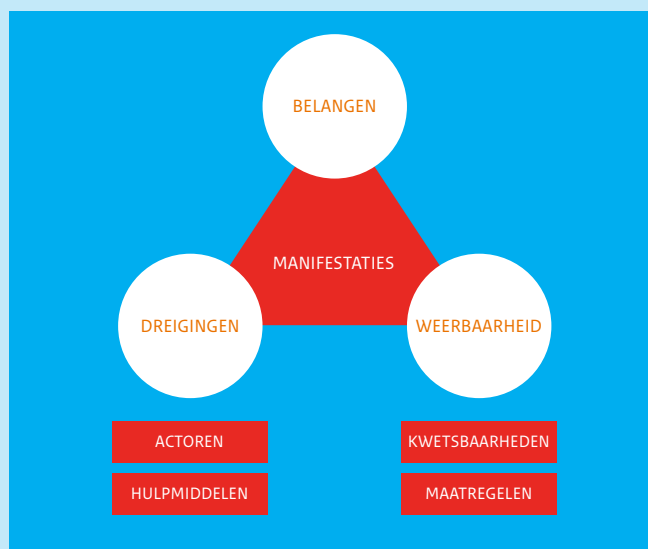 BELANGEN
MANIFESTATIES
DREIGINGEN
WEERBAARHEID
ACTOREN
KWETSBAARHEDEN
HULPMIDDELEN
MAATREGELEN